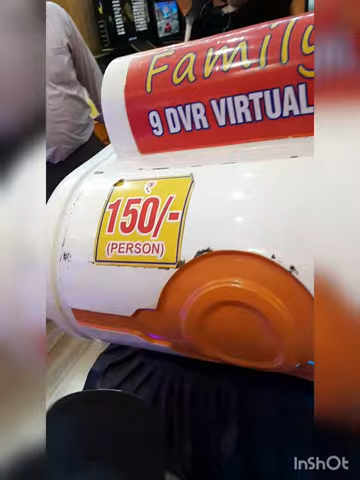 Family
9 DVR VIRTUAL
150/-
(PERSON)
InShOt